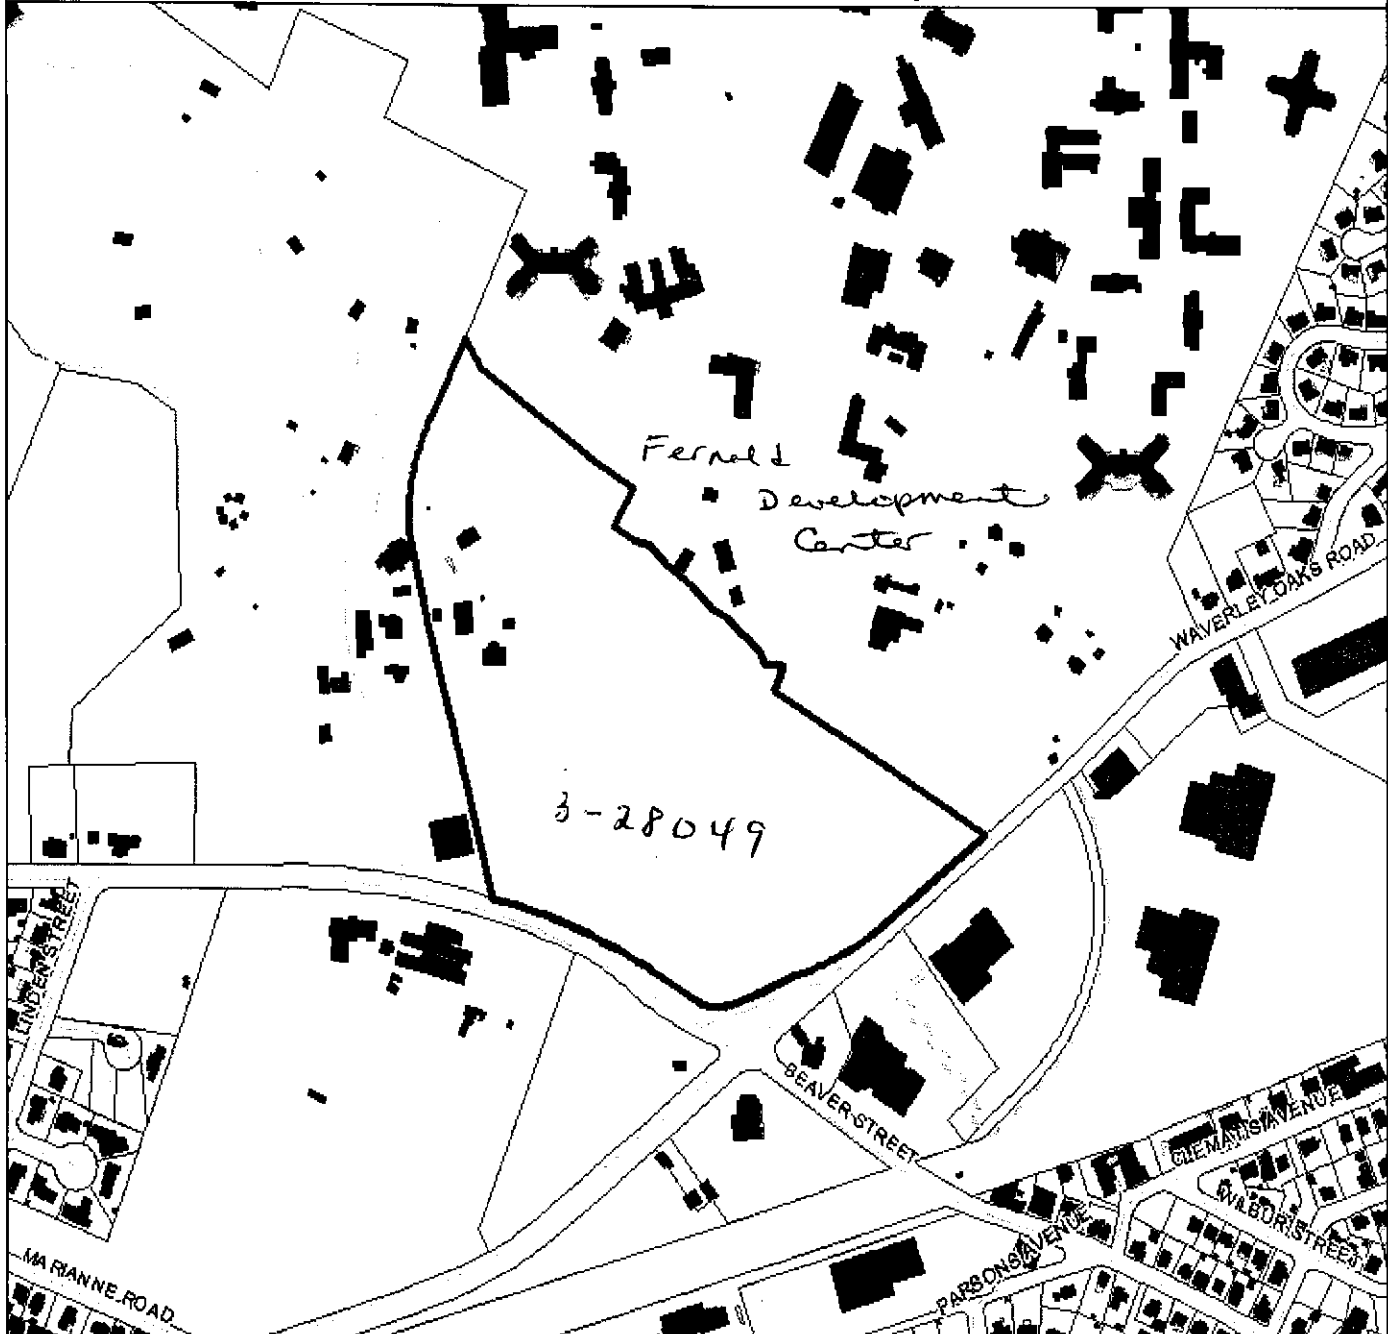 Fernald
Development
Center
WAVERLEY OAKS ROAD
3-28049
LINDEN STREET
BEAVER STREET
CLEMATIS AVENUE
WILBUR STREET
PARSONS AVENUE
MARIANNE ROAD